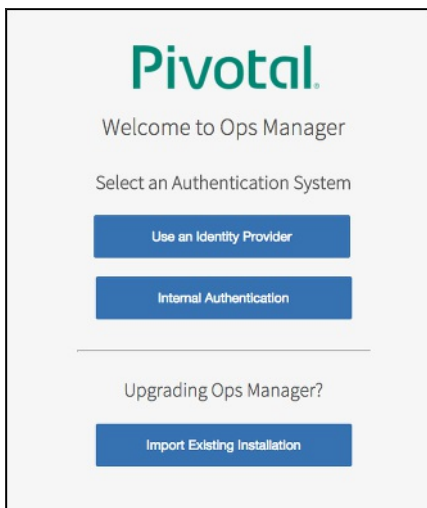 Pivotal.
Welcome to Ops Manager
Select an Authentication System
Use an Identity Provider
Internal Authentication
Upgrading Ops Manager?
Import Existing Installation